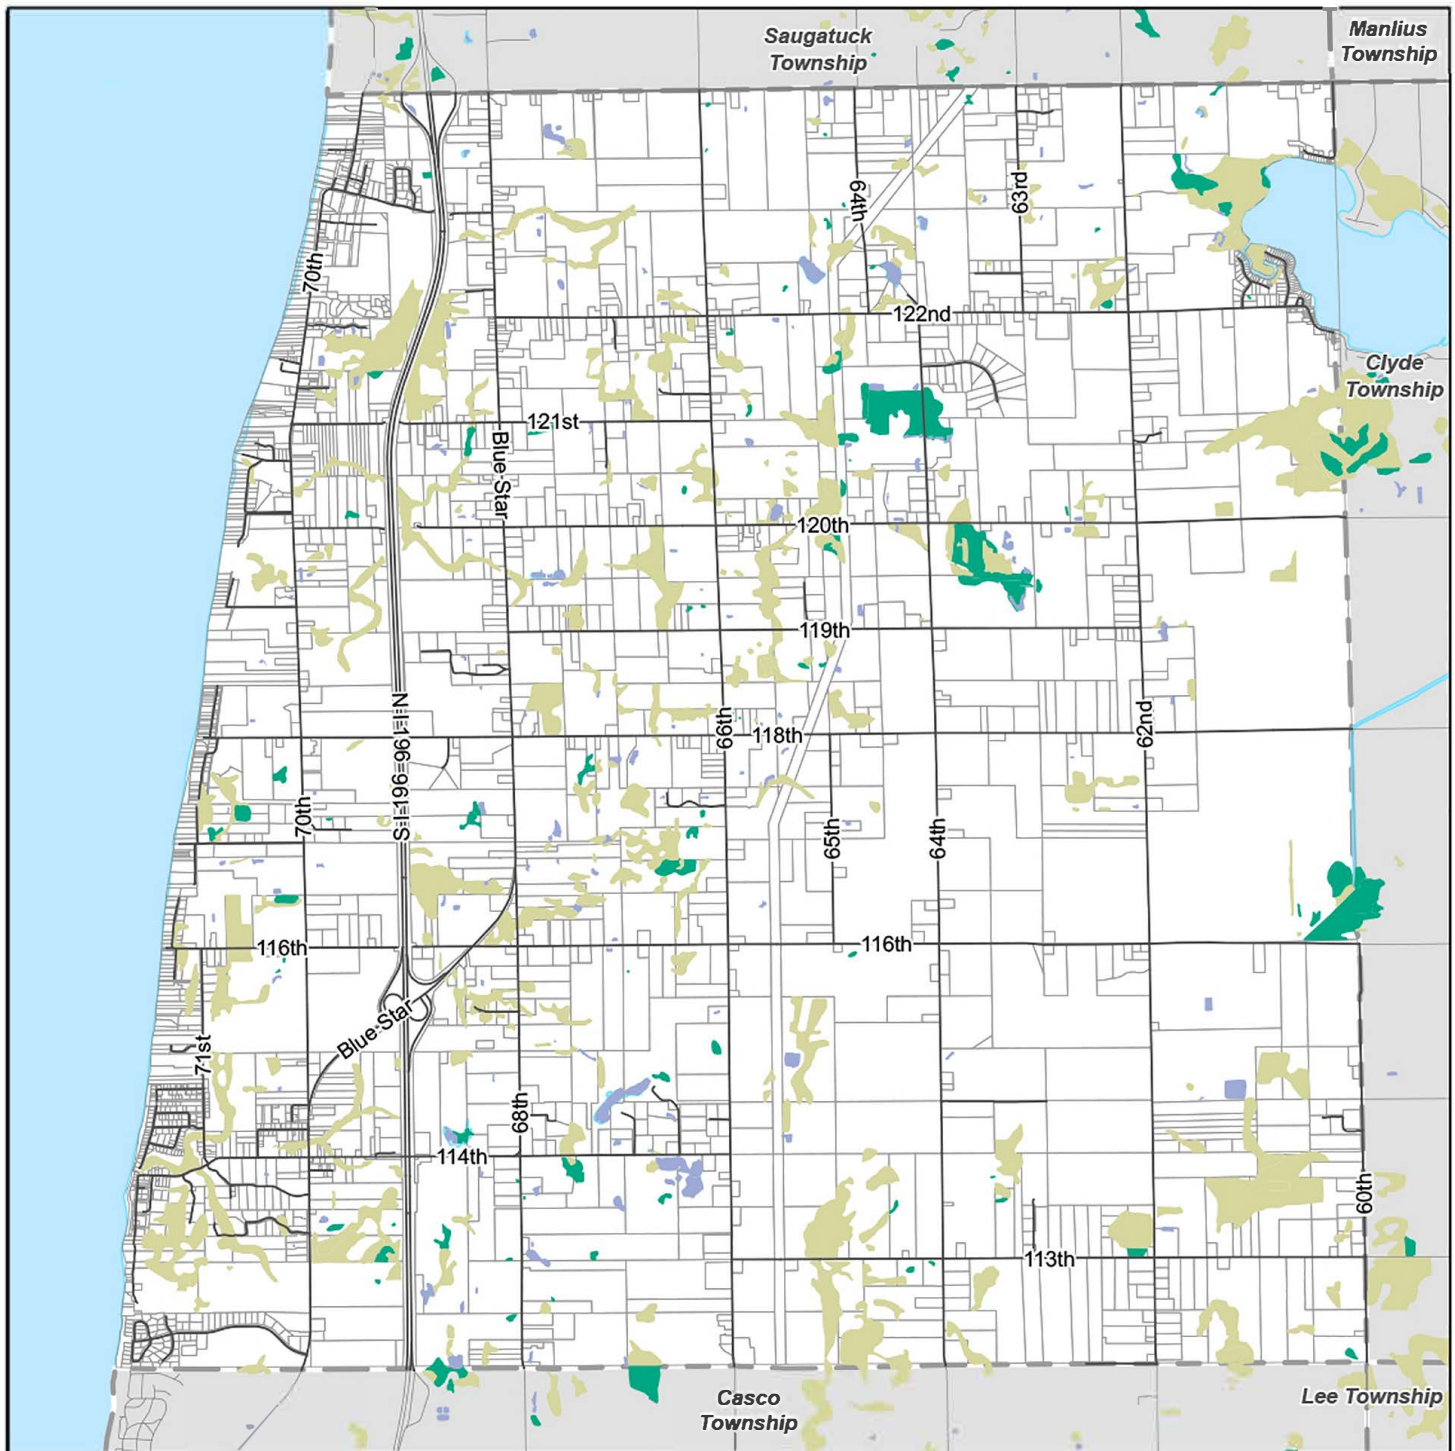 Saugatuck
Township
Manlius
Township
64th
63rd
70th
122nd
Clyde
Township
121st
Blue-Star
120th
119th
S-I-196-I-96-I-N
66th
62nd
118th
70th
65th
64th
116th
116th
Blue-Star
71st
68th
114th
60th
113th
Casco
Township
Lee Township